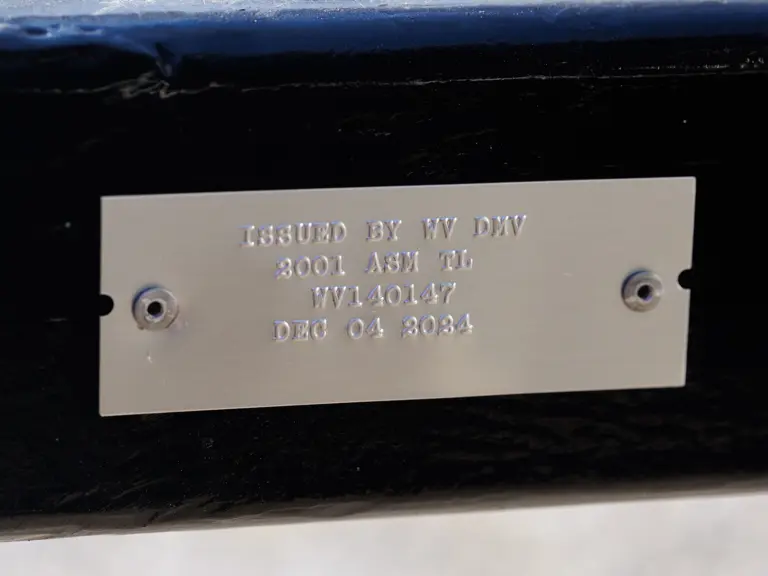 ISSUED BY WV DMV
2001 ASM TL
WV140147
DEC 04 2024